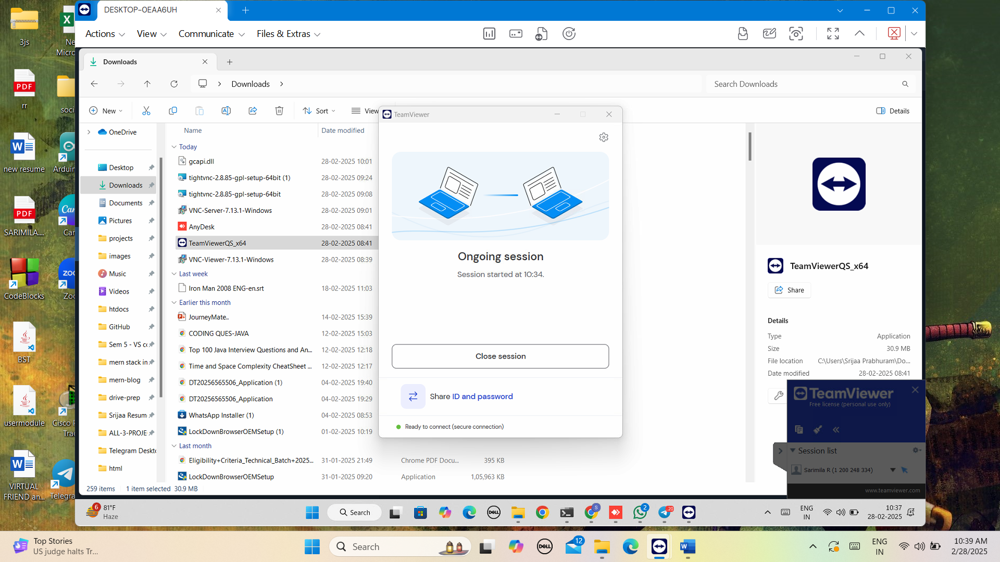 DESKTOP-OEAA6UH
Actions
View
Communicate
Files & Extras
Downloads
Downloads
Search Downloads
New
Sort
View
Details
OneDrive
Desktop
Downloads
Documents
Pictures
projects
images
Music
Videos
htdocs
GitHub
Sem 5 - VS cc
mern stack in
mern-blog
drive-prep
Srijaa Resum
ALL-3-PROJE
Telegram Deskto
html
Name
Date modified
Today
gcapi.dll 28-02-2025 10:01
tightvnc-2.8.85-gpl-setup-64bit (1) 28-02-2025 09:24
tightvnc-2.8.85-gpl-setup-64bit 28-02-2025 09:08
VNC-Server-7.13.1-Windows 28-02-2025 09:01
AnyDesk 28-02-2025 08:41
TeamViewerQS_x64 28-02-2025 08:41
VNC-Viewer-7.13.1-Windows 28-02-2025 08:39
Last week
Iron Man 2008 ENG-en.srt 18-02-2025 11:03
Earlier this month
JourneyMate.. 14-02-2025 15:39
CODING QUES-JAVA 12-02-2025 15:03
Top 100 Java Interview Questions and An... 12-02-2025 12:18
Time and Space Complexity CheatSheet ... 12-02-2025 12:17
DT20256565506_Application (1) 04-02-2025 19:40
DT20256565506_Application 04-02-2025 19:29
WhatsApp Installer (1) 04-02-2025 08:53
LockDownBrowserOEMSetup (1) 01-02-2025 10:19
Last month
Eligibility+Criteria_Technical_Batch+2025... 31-01-2025 21:49 Chrome PDF Docu... 395 KB
LockDownBrowserOEMSetup 31-01-2025 09:20 Application 1,05,963 KB
259 items 1 item selected 30.9 MB
TeamViewer
Ongoing session
Session started at 10:34.
Close session
Share ID and password
Ready to connect (secure connection)
TeamViewerQS_x64
Share
Details
Type Application
Size 30.9 MB
File location C:\Users\Srijaa Prabhuram\Do...
Date modified 28-02-2025 08:41
TeamViewer
Free license (personal use only)
Session list
Sarimila R (1 200 248 334)
www.teamviewer.com
6
81°F
Haze
Search
DELL
S
2
20
ENG
IN
10:37
28-02-2025
3js
Ne
Micro
PDF
rr
soci
new resume
Arduin
PDF
SARIMILA....
Can
Can
CodeBlocks
zoo
Zoo
BST
usermodule
Cisco P
Tra
VIRTUAL
FRIEND an...
Telegra
Top Stories
US judge halts Tr...
Search
DELL
12
ENG
IN
10:39 AM
2/28/2025